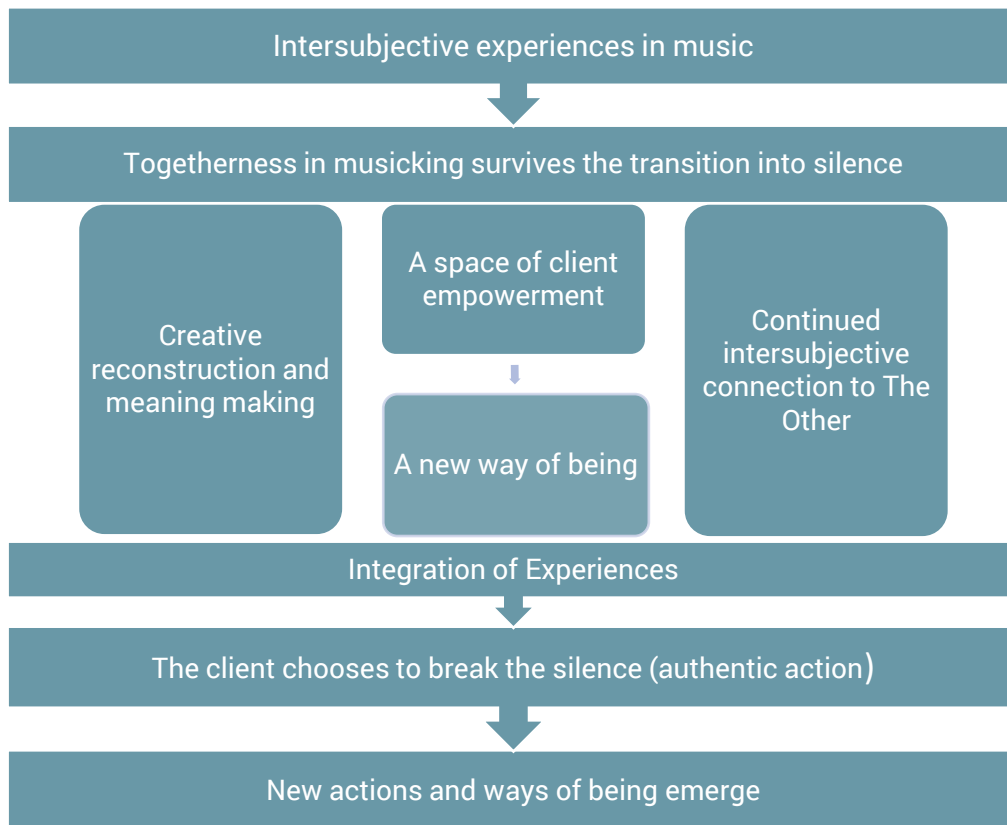 Intersubjective experiences in music
Togetherness in musicking survives the transition into silence
Creative
reconstruction and
meaning making
A space of client
empowerment
A new way of being
Continued
intersubjective
connection to The
Other
Integration of Experiences
The client chooses to break the silence (authentic action)
New actions and ways of being emerge